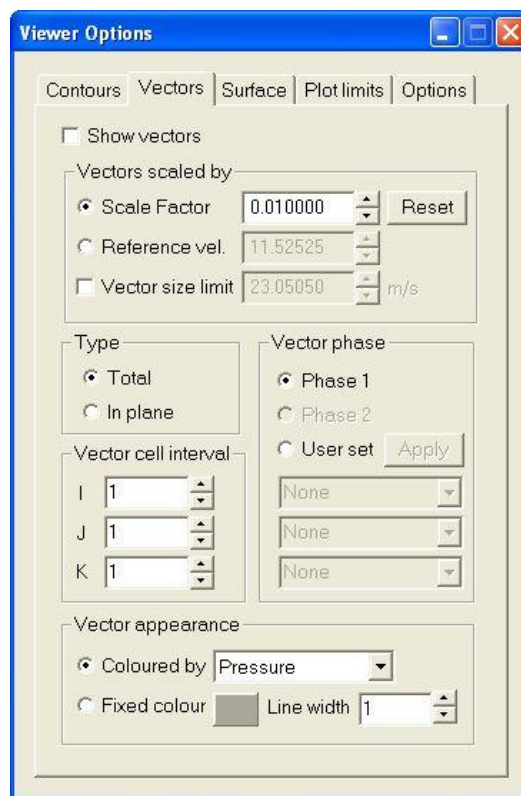 Viewer Options
Contours Vectors Surface Plot limits Options
Show vectors
Vectors scaled by
Scale Factor 0.010000 Reset
Reference vel. 11.52525
Vector size limit 23.05050 m/s
Type
Total
In plane
Vector phase
Phase 1
Phase 2
User set Apply
None
None
None
Vector cell interval
I 1
J 1
K 1
Vector appearance
Coloured by Pressure
Fixed colour Line width 1